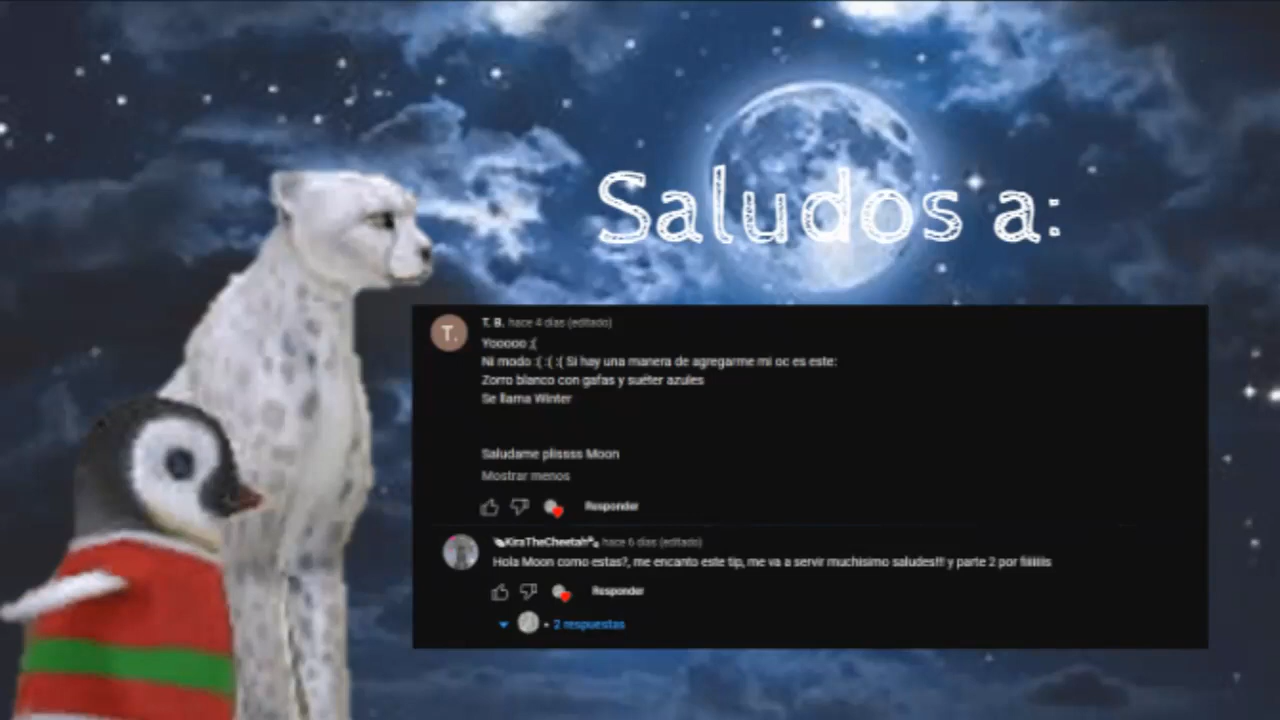 Saludos a:
T.
T. B. hace 4 días (editado)
Yooooo ;(
Ni modo :( :( :( Si hay una manera de agregarme mi oc es este:
Zorro blanco con gafas y suéter azules
Se llama Winter
Saludame plissss Moon
Mostrar menos
Responder
KiraTheCheetah hace 6 días (editado)
Hola Moon como estas?, me encanto este tip, me va a servir muchisimo saludes!!! y parte 2 por fiiiiiis
Responder
• 2 respuestas